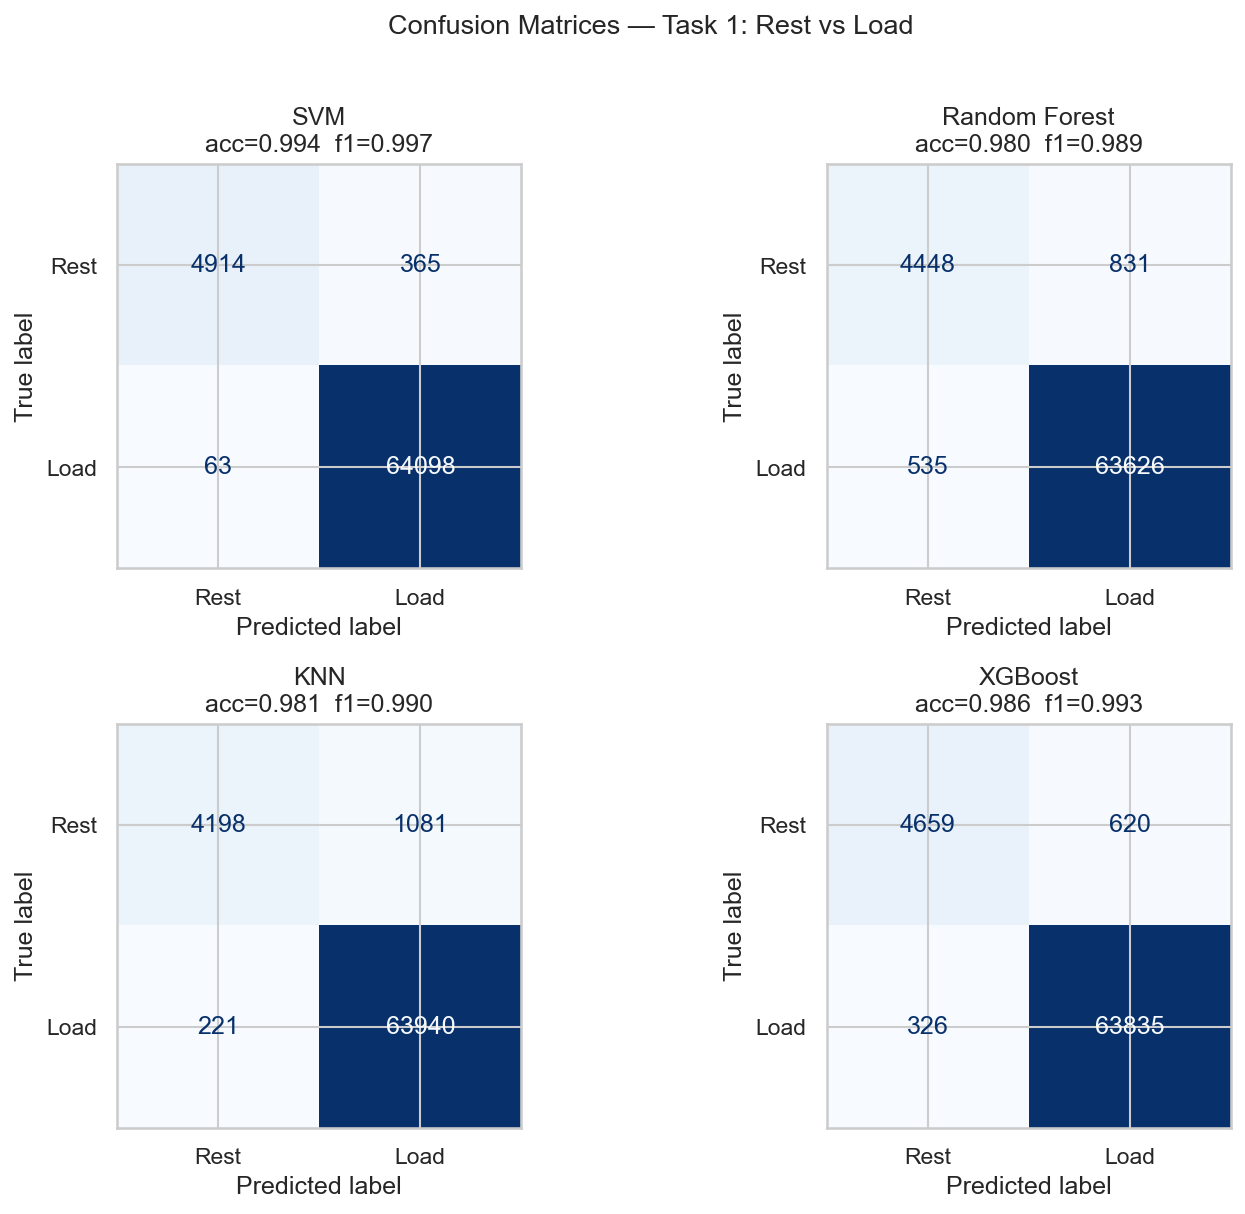 Confusion Matrices — Task 1: Rest vs Load
SVM
acc=0.994 f1=0.997
True label
Rest
4914
365
Load
63
64098
Rest
Load
Predicted label
Random Forest
acc=0.980 f1=0.989
True label
Rest
4448
831
Load
535
63626
Rest
Load
Predicted label
KNN
acc=0.981 f1=0.990
True label
Rest
4198
1081
Load
221
63940
Rest
Load
Predicted label
XGBoost
acc=0.986 f1=0.993
True label
Rest
4659
620
Load
326
63835
Rest
Load
Predicted label